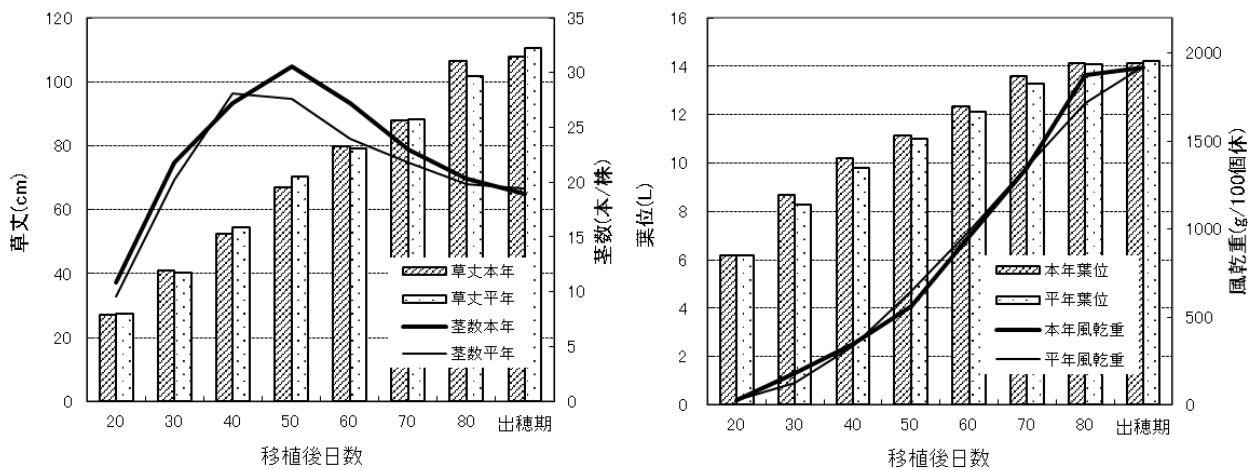 120
100
80
60
40
20
0
草丈(cm)
35
30
25
20
15
10
5
0
茎数(本/株)
草丈本年
草丈平年
茎数本年
茎数平年
20 30 40 50 60 70 80 出穂期
移植後日数
16
14
12
10
8
6
4
2
0
葉位(L)
2000
1500
1000
500
0
風乾重(g/100個体)
本年葉位
平年葉位
本年風乾重
平年風乾重
20 30 40 50 60 70 80 出穂期
移植後日数